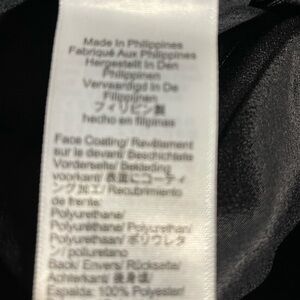 Made In Philippines
Fabriqué Aux Philippines
Hergestellt In Den
Philippinen
Vervaardigd In De
Filippijnen
フィリピン製
hecho en filipinas
Face Coating/ Revêtement
sur le devant/ Beschichtete
Vorderseite/ Bekleding
voorkant/ 表面にコーティ
ング加工/ Recubrimiento
de frente:
Polyurethane/
Polyuréthane/ Polyurethan/
Polyurethaan/ ポリウレタ
ン/ poliuretano
Back/ Envers/ Rückseite/
Achterkant/ 後身頃/
Espalda: 100% Polyester/